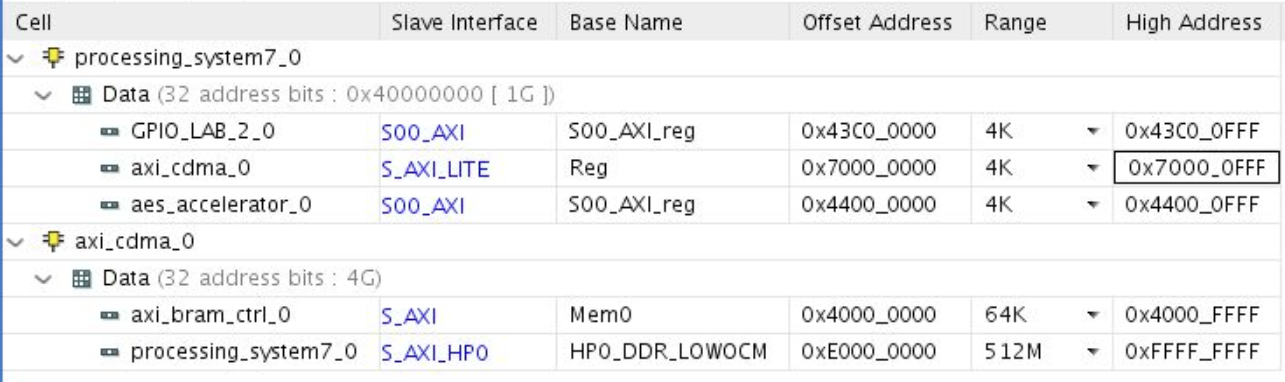 Cell Slave Interface Base Name Offset Address Range High Address
processing_system7_0
Data (32 address bits : 0x40000000 [ 1G ])
GPIO_LAB_2_0 S00_AXI S00_AXI_reg 0x43C0_0000 4K 0x43C0_0FFF
axi_cdma_0 S_AXI_LITE Reg 0x7000_0000 4K 0x7000_0FFF
aes_accelerator_0 S00_AXI S00_AXI_reg 0x4400_0000 4K 0x4400_0FFF
axi_cdma_0
Data (32 address bits : 4G)
axi_bram_ctrl_0 S_AXI Mem0 0x4000_0000 64K 0x4000_FFFF
processing_system7_0 S_AXI_HP0 HP0_DDR_LOWOCM 0xE000_0000 512M 0xFFFF_FFFF